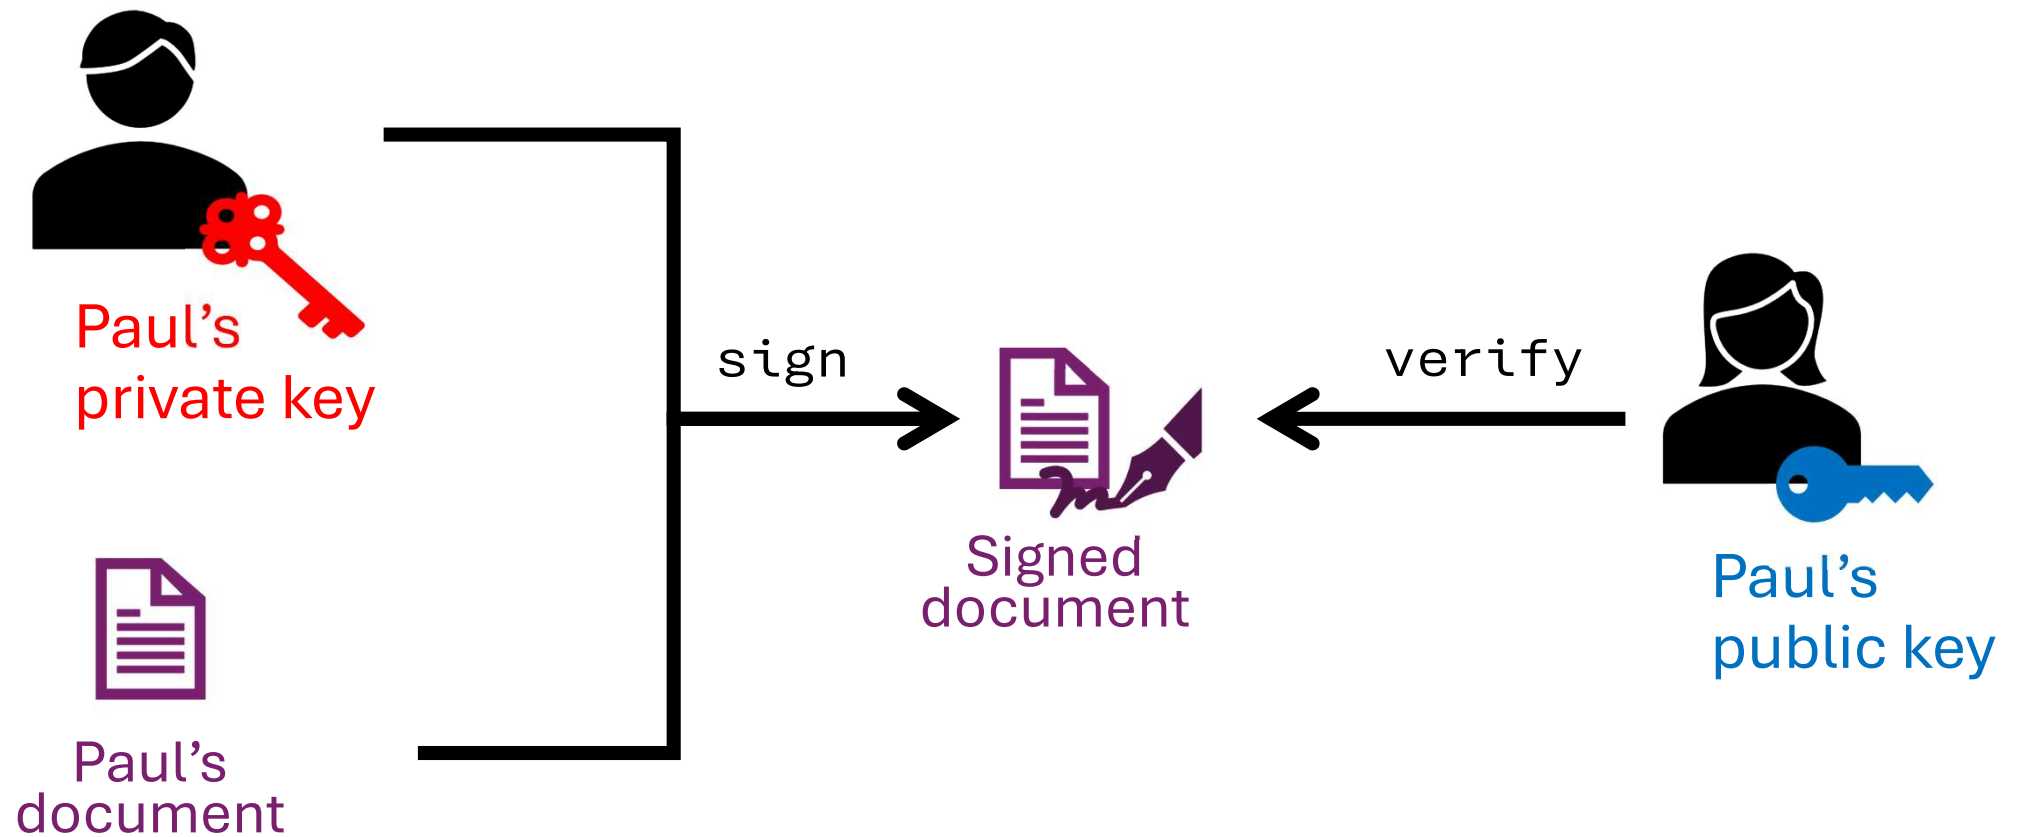 Paul’s
private key
Paul’s
document
sign
Signed
document
verify
Paul’s
public key